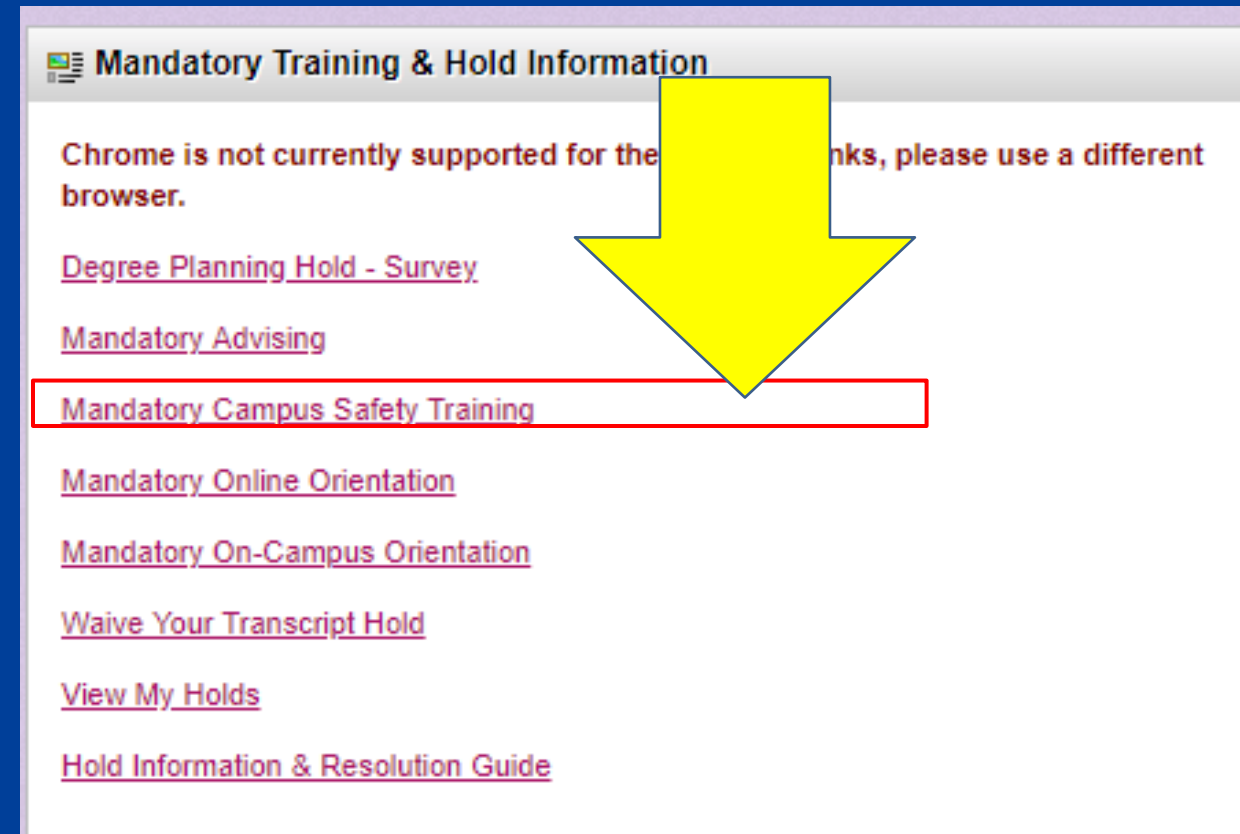 Mandatory Training & Hold Information
Chrome is not currently supported for the nks, please use a different
browser.
Degree Planning Hold - Survey
Mandatory Advising
Mandatory Campus Safety Training
Mandatory Online Orientation
Mandatory On-Campus Orientation
Waive Your Transcript Hold
View My Holds
Hold Information & Resolution Guide